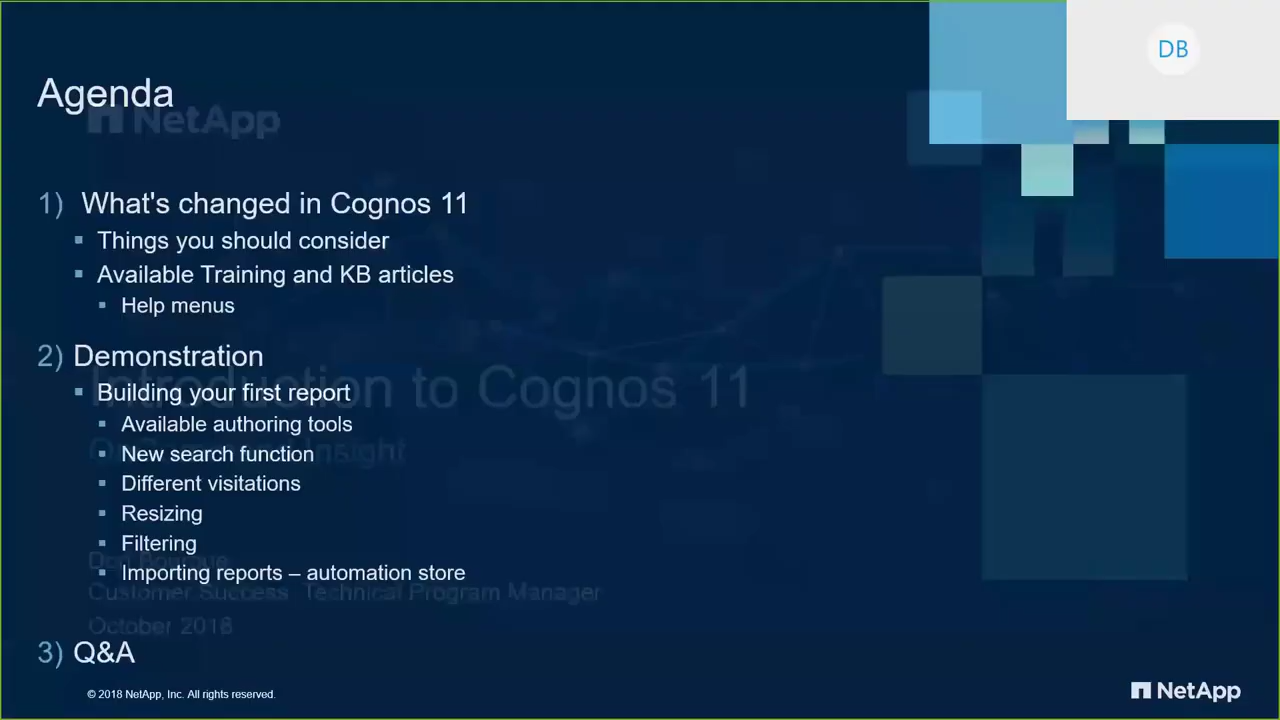 DB
Agenda
NetApp
1) What's changed in Cognos 11
▪ Things you should consider
▪ Available Training and KB articles
▪ Help menus
2) Demonstration
Introduction to Cognos 11
▪ Building your first report
▪ Available authoring tools
▪ New search function
Insight
▪ Different visitations
▪ Resizing
▪ Filtering
▪ Importing reports – automation store
Customer Success Technical Program Manager
October 2018
3) Q&A
© 2018 NetApp, Inc. All rights reserved.
NetApp